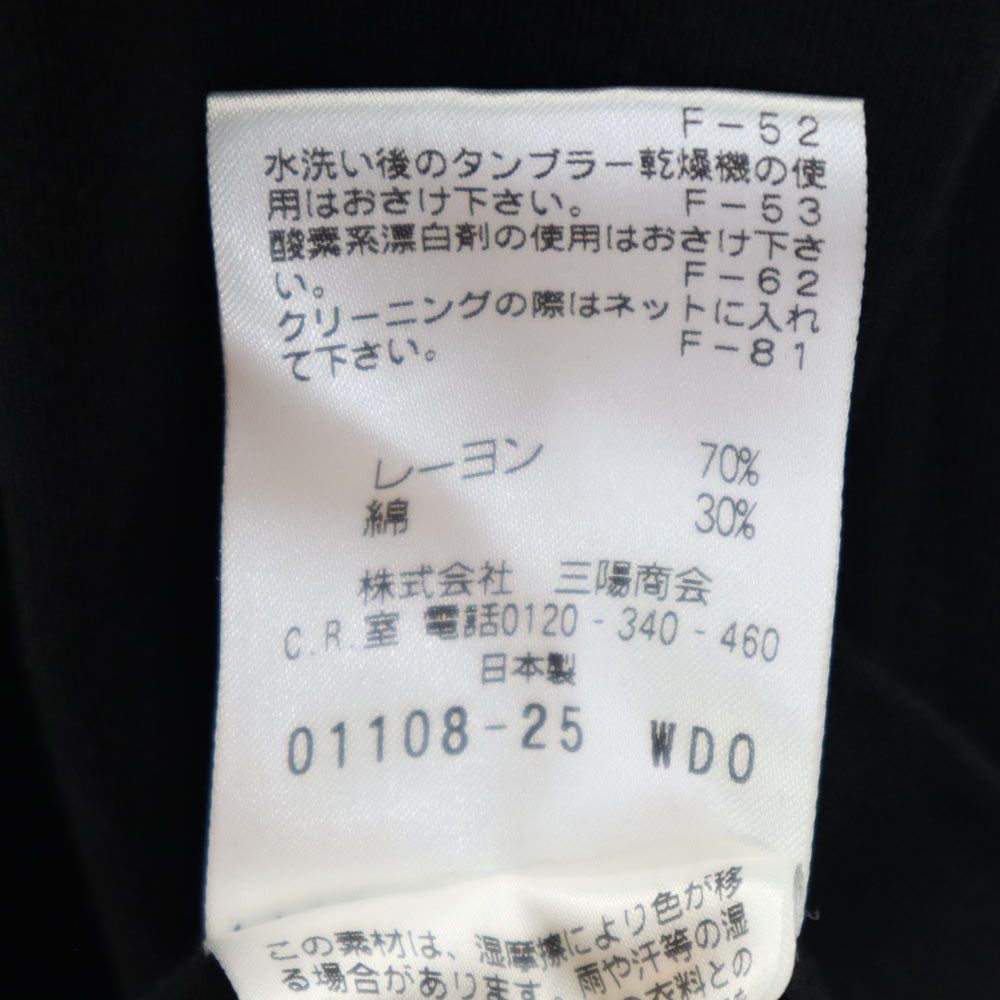 F-52
水洗い後のタンブラー乾燥機の使
用はおさけ下さい。 F-53
酸素系漂白剤の使用はおさけ下さ
い。 F-62
クリーニングの際はネットに入れ
て下さい。 F-81
レーヨン 70%
綿 30%
株式会社 三陽商会
C.R.室 電話0120-340-460
日本製
01108-25 WDO
この素材は、湿摩擦により色が移
る場合があります。雨や汗等の湿
衣料との